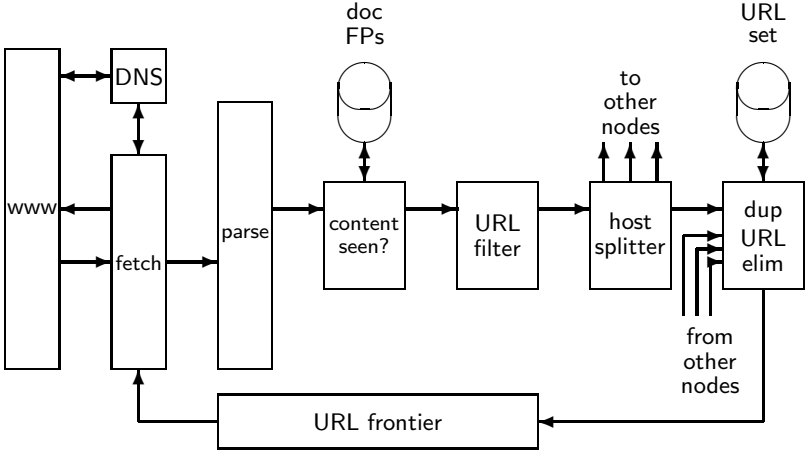 doc
FPs
URL
set
DNS
to
other
nodes
www
fetch
parse
content
seen?
URL
filter
host
splitter
dup
URL
elim
from
other
nodes
URL frontier